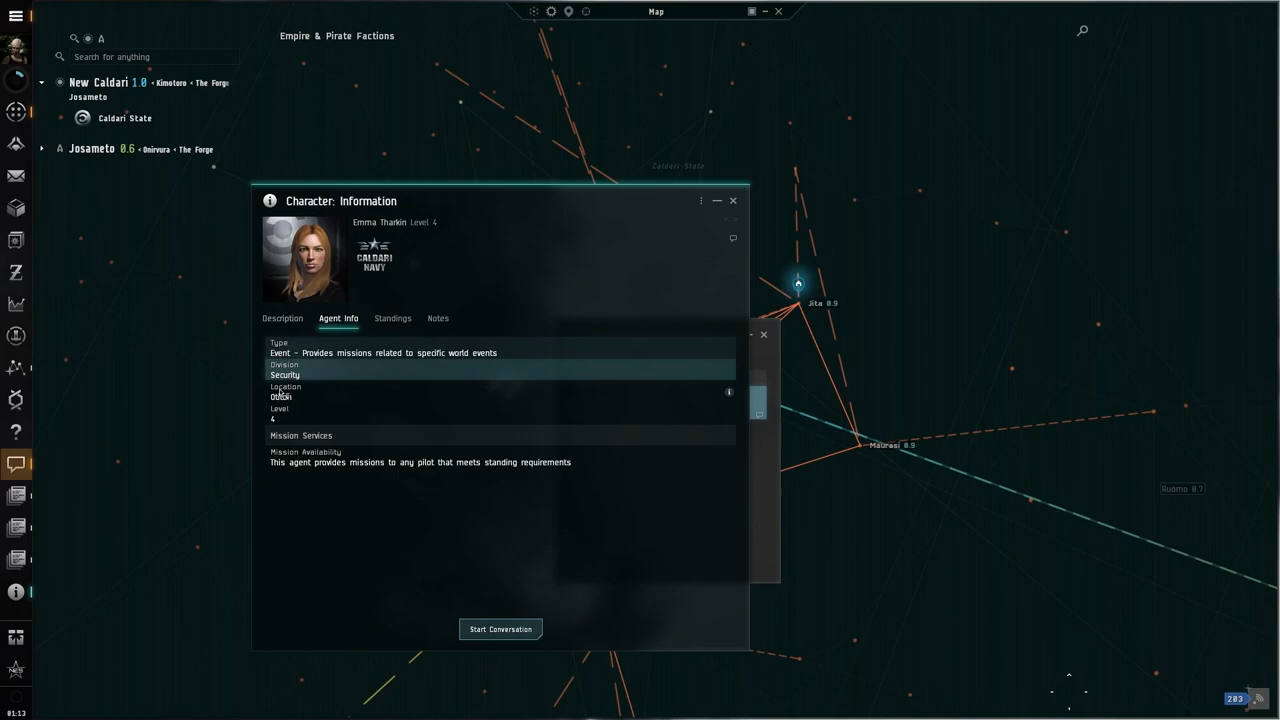 Map
A
Empire & Pirate Factions
Search for anything
New Caldari 1.0 < Kimotoro < The Forge
Josameto
Caldari State
A Josameto 0.6 < Onirvura < The Forge
Caldari State
Character: Information
Emma Tharkin Level 4
CALDARI
NAVY
Description
Agent Info
Standings
Notes
Type
Event - Provides missions related to specific world events
Division
Security
Location
Level
4
Mission Services
Mission Availability
This agent provides missions to any pilot that meets standing requirements
Start Conversation
Jita 0.9
Maurasi 0.9
Ruomo 0.7
NES
01:13
203